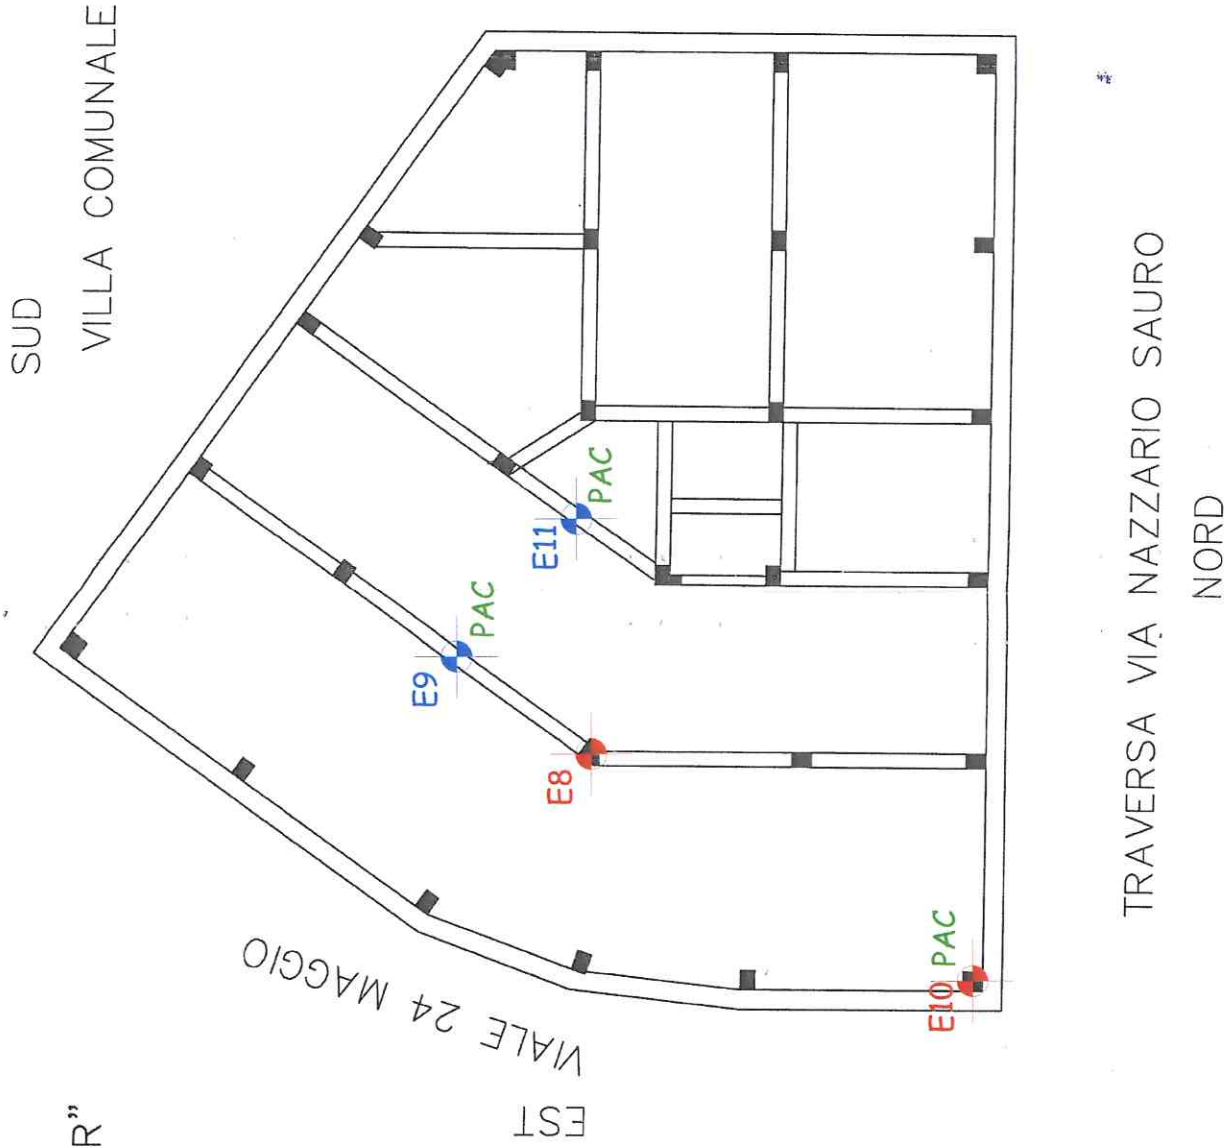 SUD
VILLA COMUNALE
E11
PAC
E9
PAC
E8
E10
PAC
VIALE 24 MAGGIO
EST
R”
TRAVERSA VIA NAZZARIO SAURO
NORD